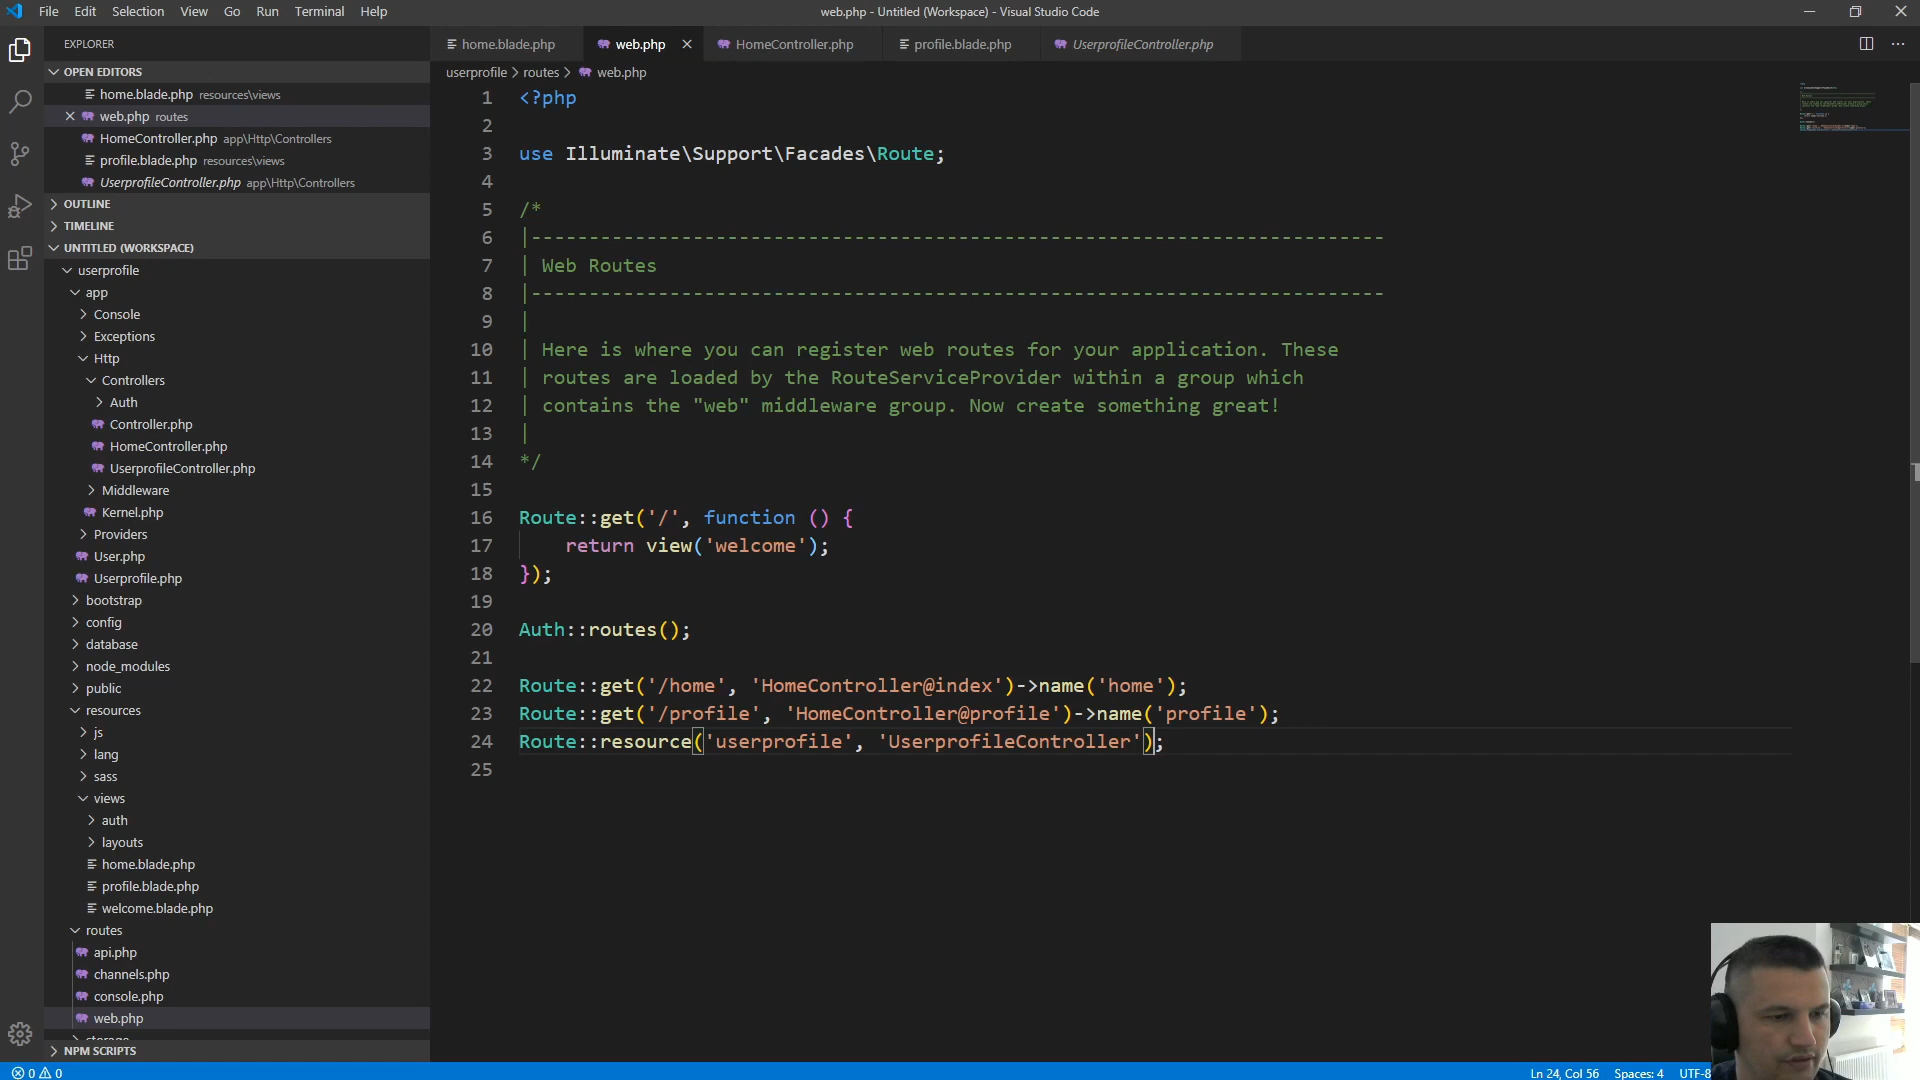 File Edit Selection View Go Run Terminal Help
web.php - Untitled (Workspace) - Visual Studio Code
EXPLORER
OPEN EDITORS
home.blade.php resources\views
web.php routes
HomeController.php app\Http\Controllers
profile.blade.php resources\views
UserprofileController.php app\Http\Controllers
OUTLINE
TIMELINE
UNTITLED (WORKSPACE)
userprofile
app
Console
Exceptions
Http
Controllers
Auth
Controller.php
HomeController.php
UserprofileController.php
Middleware
Kernel.php
Providers
User.php
Userprofile.php
bootstrap
config
database
node_modules
public
resources
js
lang
sass
views
auth
layouts
home.blade.php
profile.blade.php
welcome.blade.php
routes
api.php
channels.php
console.php
web.php
NPM SCRIPTS
home.blade.php web.php HomeController.php profile.blade.php UserprofileController.php
userprofile > routes > web.php
1 <?php
2
3 use Illuminate\Support\Facades\Route;
4
5 /*
6 |--------------------------------------------------------------------------
7 | Web Routes
8 |--------------------------------------------------------------------------
9 |
10 | Here is where you can register web routes for your application. These
11 | routes are loaded by the RouteServiceProvider within a group which
12 | contains the "web" middleware group. Now create something great!
13 |
14 */
15
16 Route::get('/', function () {
17 return view('welcome');
18 });
19
20 Auth::routes();
21
22 Route::get('/home', 'HomeController@index')->name('home');
23 Route::get('/profile', 'HomeController@profile')->name('profile');
24 Route::resource('userprofile', 'UserprofileController');
25
0 0
Ln 24, Col 56 Spaces: 4 UTF-8